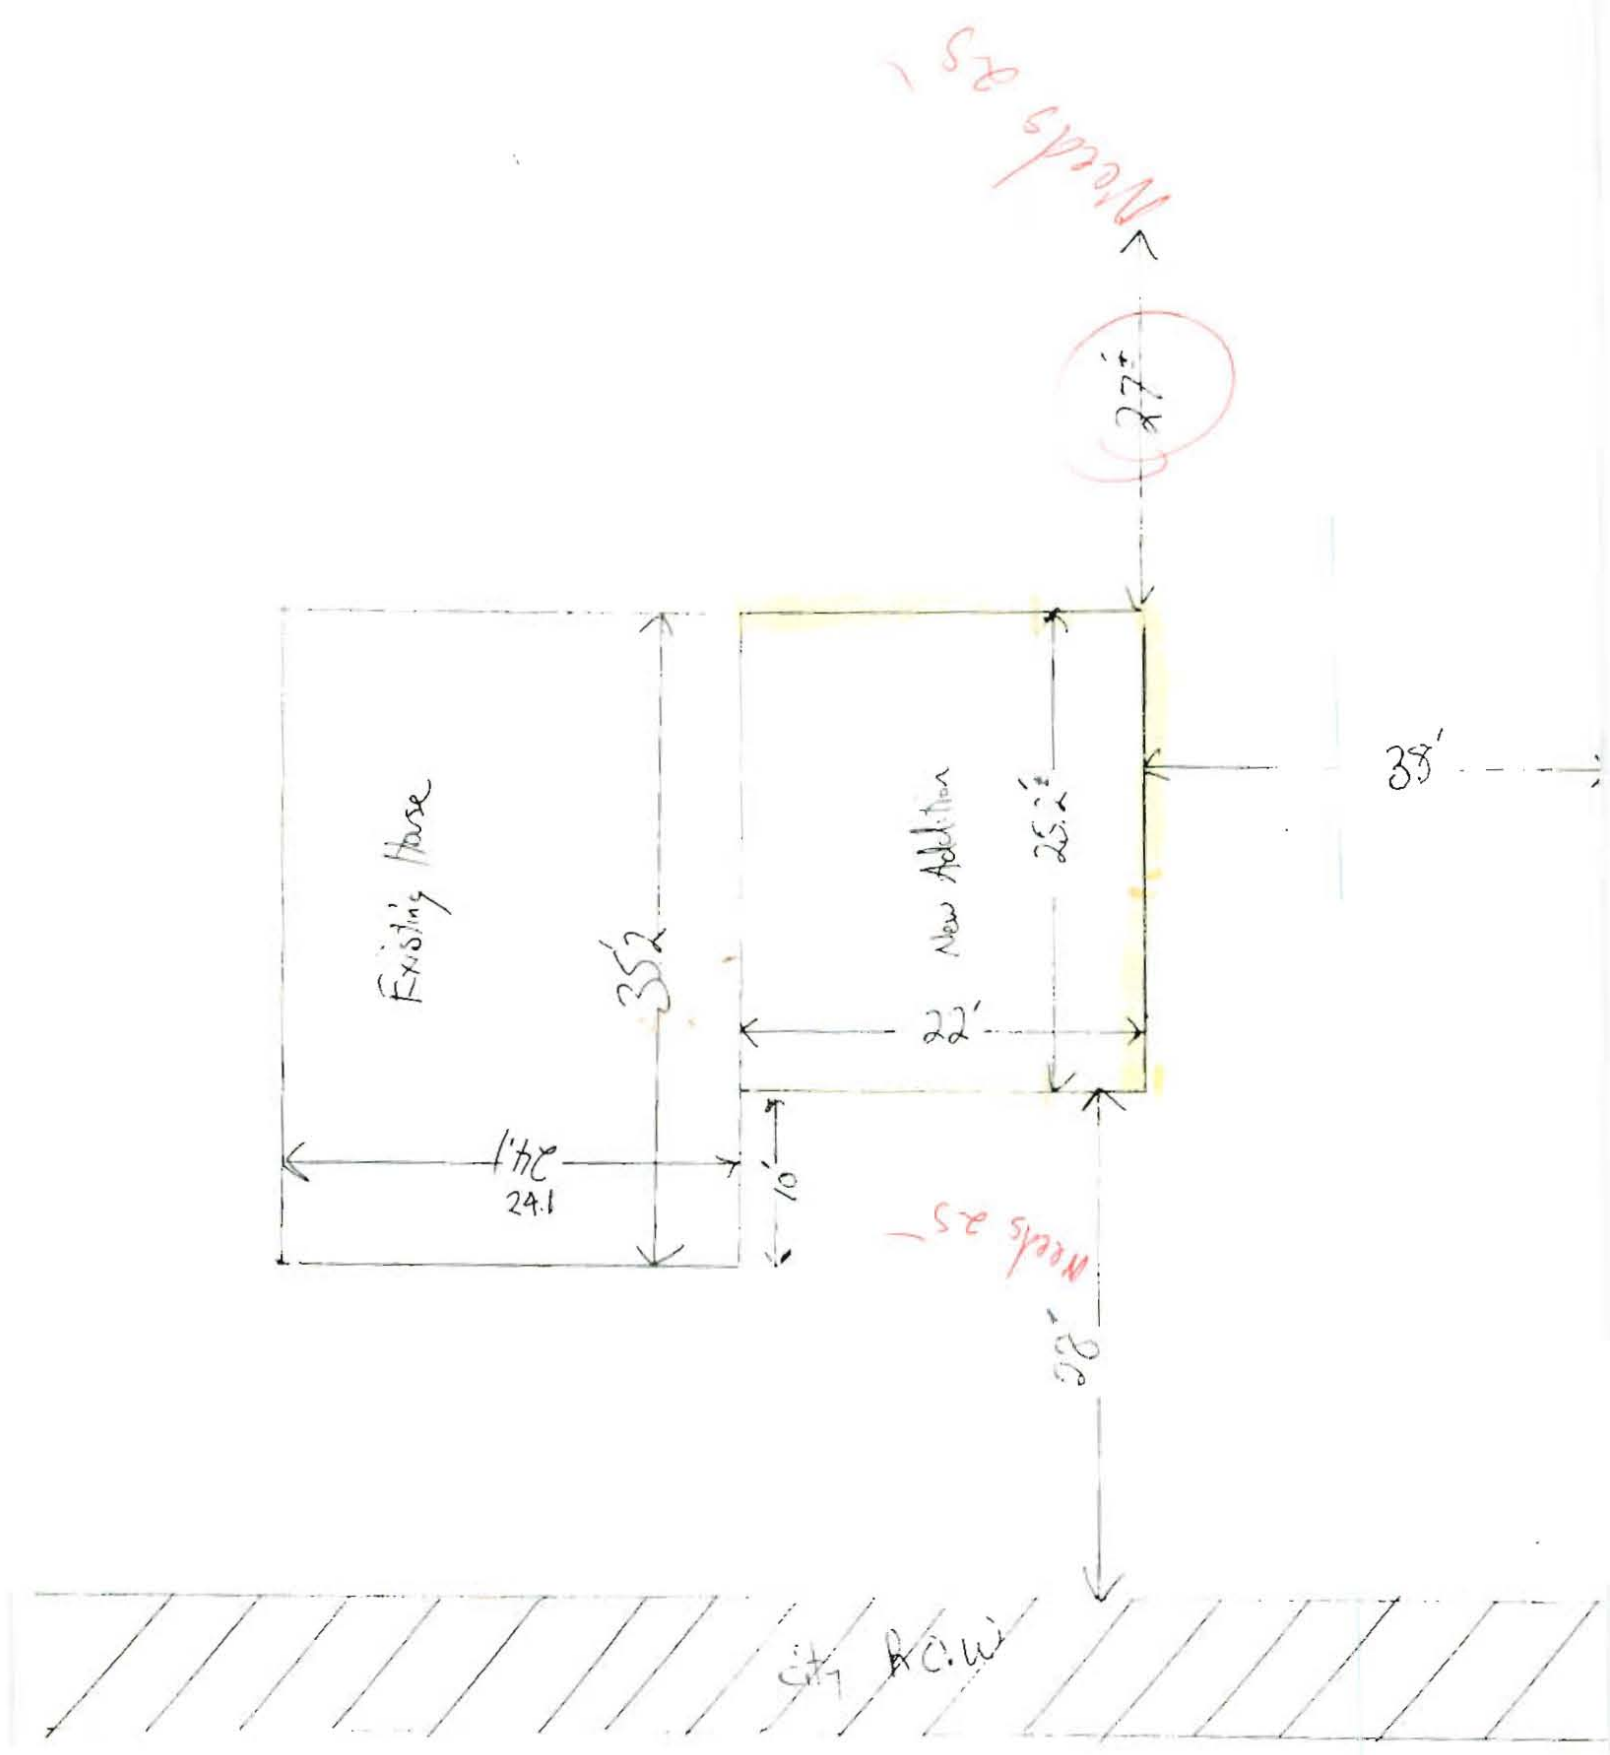 Needs 25'
27'±
38'
Existing House
35'2
New Addition
25.2'±
22'
24.1
24.1
10'
Needs 25'
28'
City R.O.W.